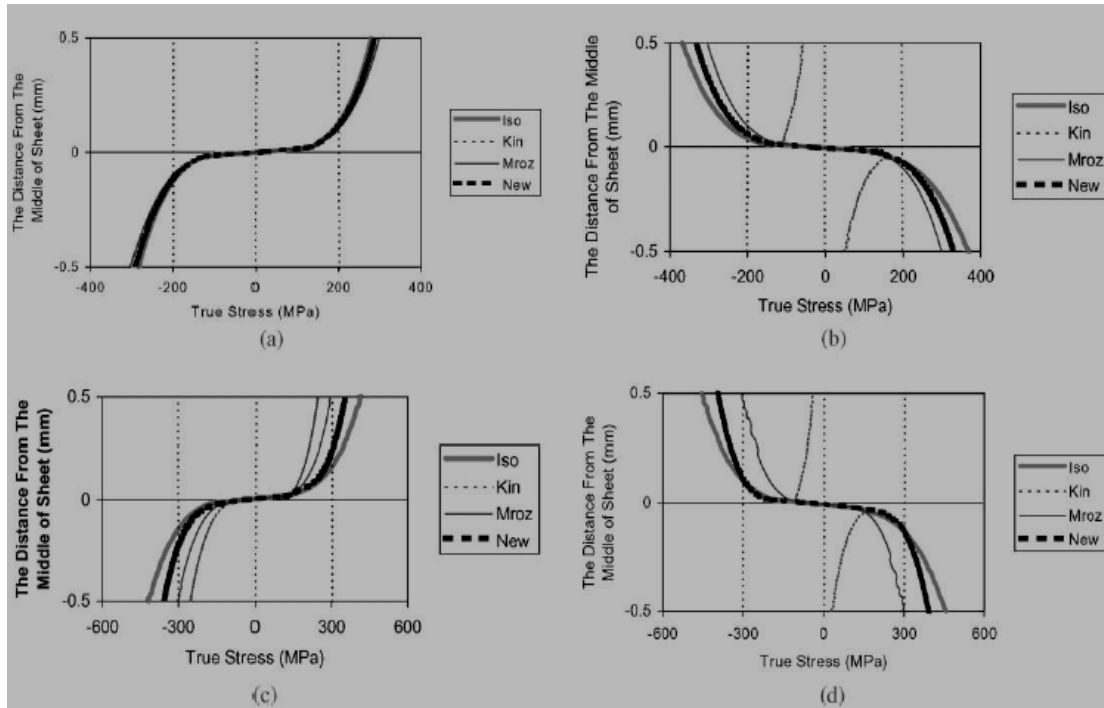 The Distance From The
Middle of Sheet (mm)
0.5
0
-0.5
-400
-200
0
200
400
True Stress (MPa)
Iso
Kin
Mroz
New
(a)
The Distance From The Middle
of Sheet (mm)
0.5
0
-0.5
-400
-200
0
200
400
True Stress (MPa)
Iso
Kin
Mroz
New
(b)
The Distance From The
Middle of Sheet (mm)
0.5
0
-0.5
-600
-300
0
300
600
True Stress (MPa)
Iso
Kin
Mroz
New
(c)
The Distance From The
Middle of Sheet (mm)
0.5
0
-0.5
-600
-300
0
300
600
True Stress (MPa)
Iso
Kin
Mroz
New
(d)